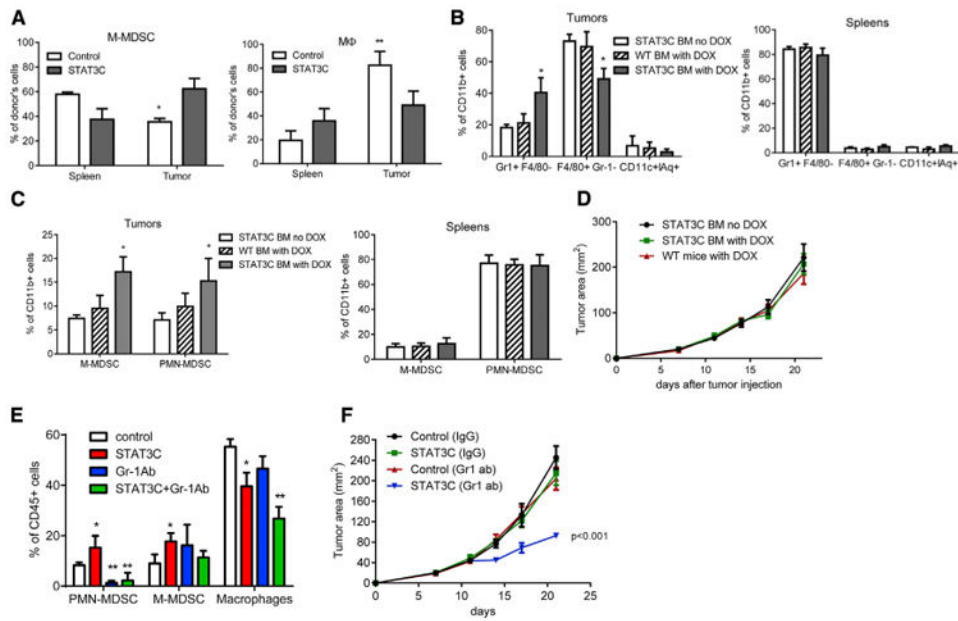 A
M-MDSC
Control
STAT3C
% of donor's cells
80
60
40
20
0
*
Spleen
Tumor
MΦ
Control
STAT3C
% of donor's cells
100
80
60
40
20
0
**
Spleen
Tumor
B
Tumors
STAT3C BM no DOX
WT BM with DOX
STAT3C BM with DOX
% of CD11b+ cells
80
60
40
20
0
*
*
Gr1+ F4/80- F4/80+ Gr-1- CD11c+IAq+
Spleens
% of CD11b+ cells
100
80
60
40
20
0
Gr1+ F4/80- F4/80+ Gr-1- CD11c+IAq+
C
Tumors
STAT3C BM no DOX
WT BM with DOX
STAT3C BM with DOX
% of CD11b+ cells
25
20
15
10
5
0
*
*
M-MDSC
PMN-MDSC
Spleens
% of CD11b+ cells
100
80
60
40
20
0
M-MDSC
PMN-MDSC
D
STAT3C BM no DOX
STAT3C BM with DOX
WT mice with DOX
Tumor area (mm2)
300
200
100
0
0 5 10 15 20
days after tumor injection
E
control
STAT3C
Gr-1Ab
STAT3C+Gr-1Ab
% of CD45+ cells
60
40
20
0
*
**
**
*
*
**
PMN-MDSC
M-MDSC
Macrophages
F
Control (IgG)
STAT3C (IgG)
Control (Gr1 ab)
STAT3C (Gr1 ab)
Tumor area (mm2)
280
240
200
160
120
80
40
0
p<0.001
0 5 10 15 20 25
days